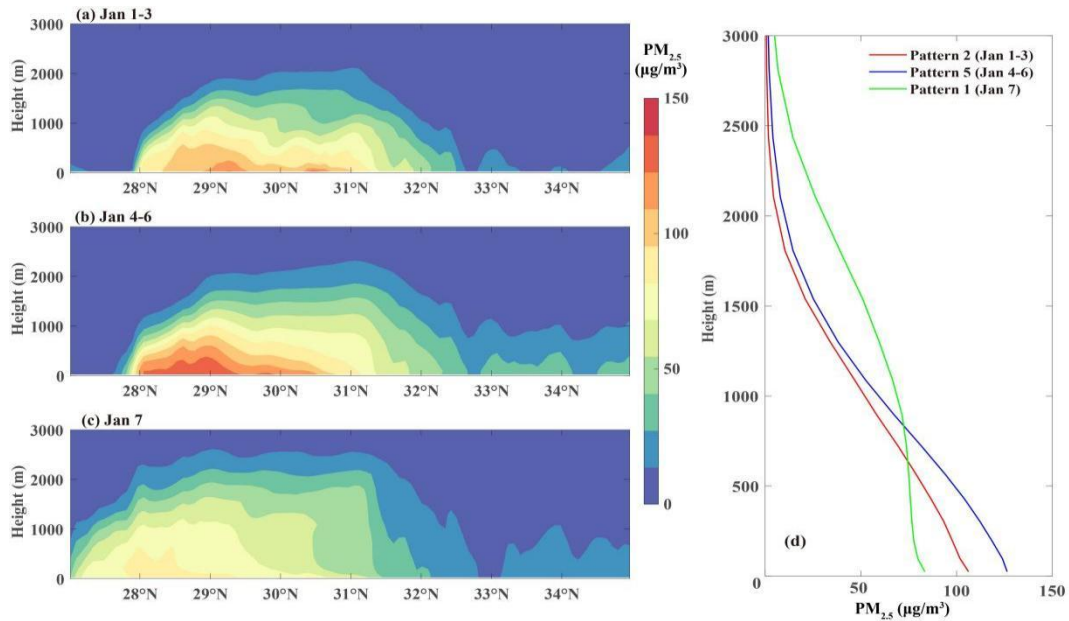 (a) Jan 1-3
3000
2000
1000
0
Height (m)
28°N 29°N 30°N 31°N 32°N 33°N 34°N
(b) Jan 4-6
3000
2000
1000
0
Height (m)
28°N 29°N 30°N 31°N 32°N 33°N 34°N
(c) Jan 7
3000
2000
1000
0
Height (m)
28°N 29°N 30°N 31°N 32°N 33°N 34°N
PM2.5
(μg/m³)
150
100
50
0
Pattern 2 (Jan 1-3)
Pattern 5 (Jan 4-6)
Pattern 1 (Jan 7)
3000
2500
2000
1500
1000
500
0
Height (m)
(d)
0 50 100 150
PM2.5 (μg/m³)